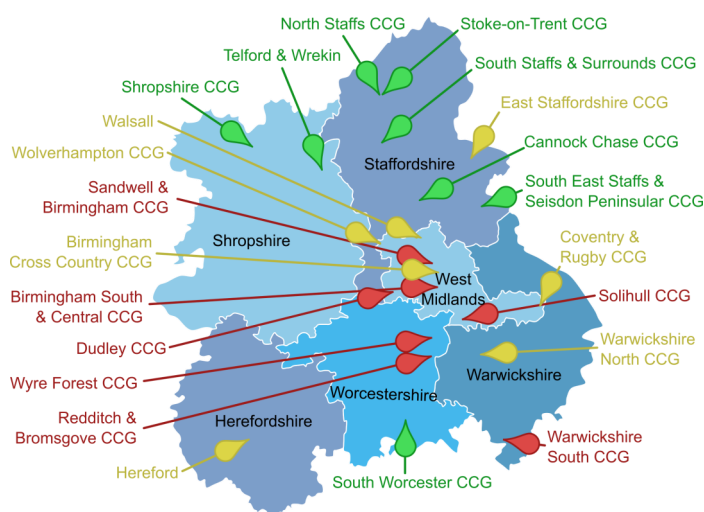 North Staffs CCG
Stoke-on-Trent CCG
Telford & Wrekin
South Staffs & Surrounds CCG
Shropshire CCG
East Staffordshire CCG
Walsall
Wolverhampton CCG
Cannock Chase CCG
Staffordshire
Sandwell &
Birmingham CCG
South East Staffs &
Seisdon Peninsular CCG
Shropshire
Birmingham
Cross Country CCG
Coventry &
Rugby CCG
West
Midlands
Birmingham South
& Central CCG
Solihull CCG
Dudley CCG
Warwickshire
North CCG
Wyre Forest CCG
Warwickshire
Worcestershire
Redditch &
Bromsgove CCG
Herefordshire
Warwickshire
South CCG
Hereford
South Worcester CCG